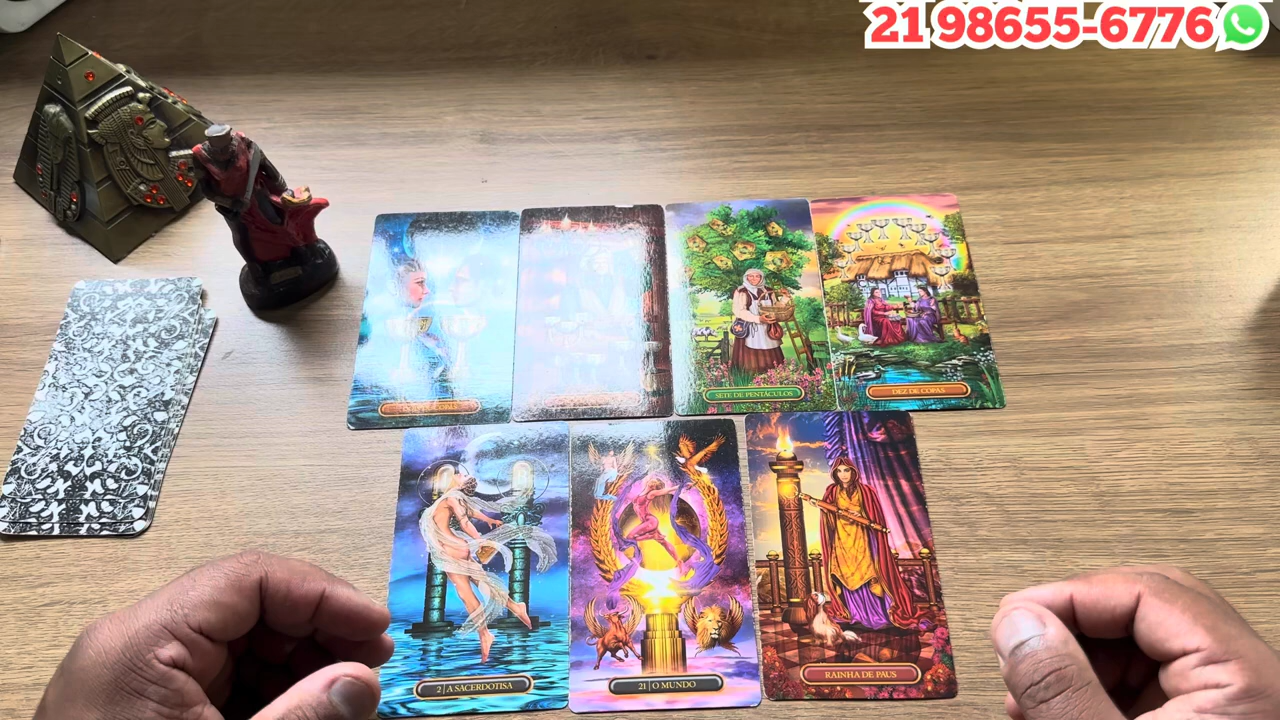 21 98655-6776
SETE DE PENTÁCULOS
DEZ DE COPAS
2 | A SACERDOTISA
21 | O MUNDO
RAINHA DE PAUS